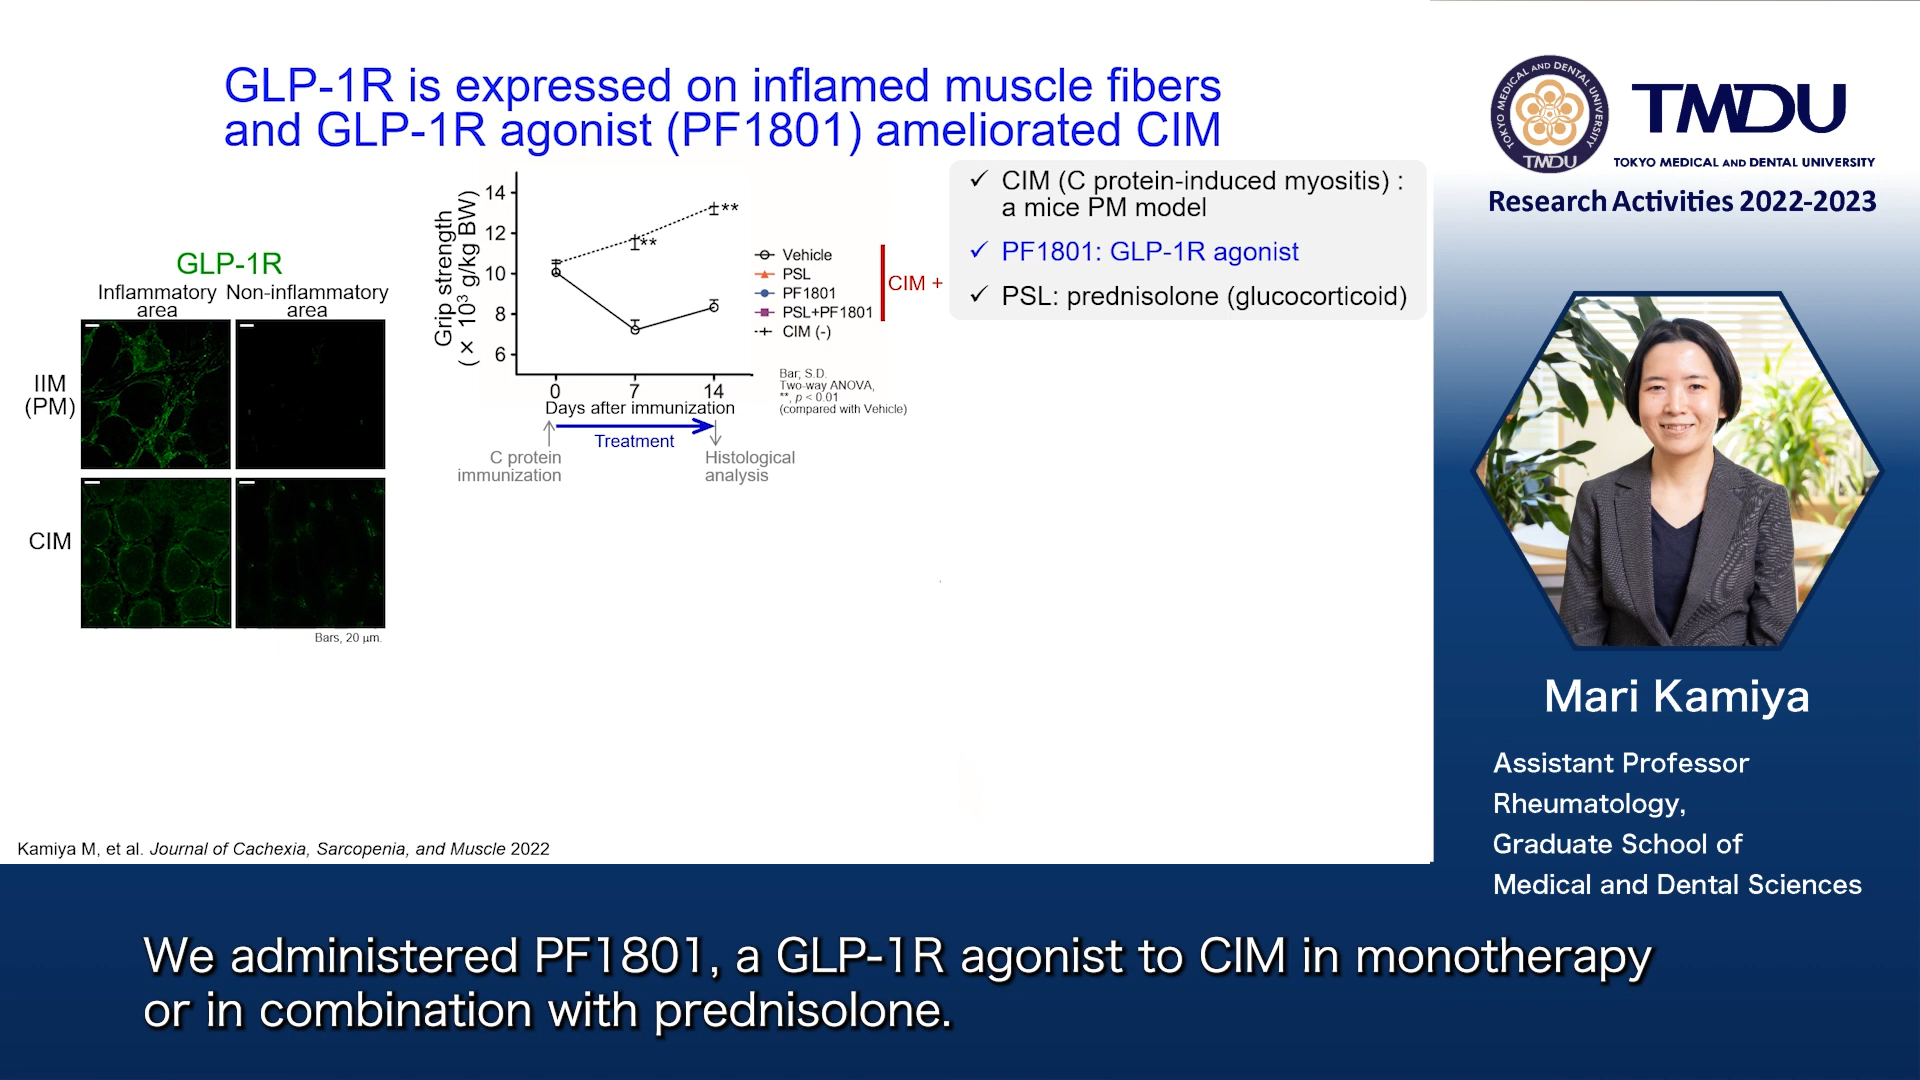 GLP-1R is expressed on inflamed muscle fibers
and GLP-1R agonist (PF1801) ameliorated CIM
GLP-1R
Inflammatory area
Non-inflammatory area
IIM
(PM)
CIM
Bars, 20 μm.
Grip strength
(× 10³ g/kg BW)
14
12
10
8
6
0 7 14
Days after immunization
**
**
Vehicle
PSL
PF1801
PSL+PF1801
CIM (-)
CIM +
Bar; S.D.
Two-way ANOVA,
**, p < 0.01
(compared with Vehicle)
Treatment
C protein
immunization
Histological
analysis
✓ CIM (C protein-induced myositis) :
a mice PM model
✓ PF1801: GLP-1R agonist
✓ PSL: prednisolone (glucocorticoid)
Kamiya M, et al. Journal of Cachexia, Sarcopenia, and Muscle 2022
TOKYO MEDICAL AND DENTAL UNIVERSITY
TMDU
TMDU
TOKYO MEDICAL AND DENTAL UNIVERSITY
Research Activities 2022-2023
Mari Kamiya
Assistant Professor
Rheumatology,
Graduate School of
Medical and Dental Sciences
We administered PF1801, a GLP-1R agonist to CIM in monotherapy
or in combination with prednisolone.